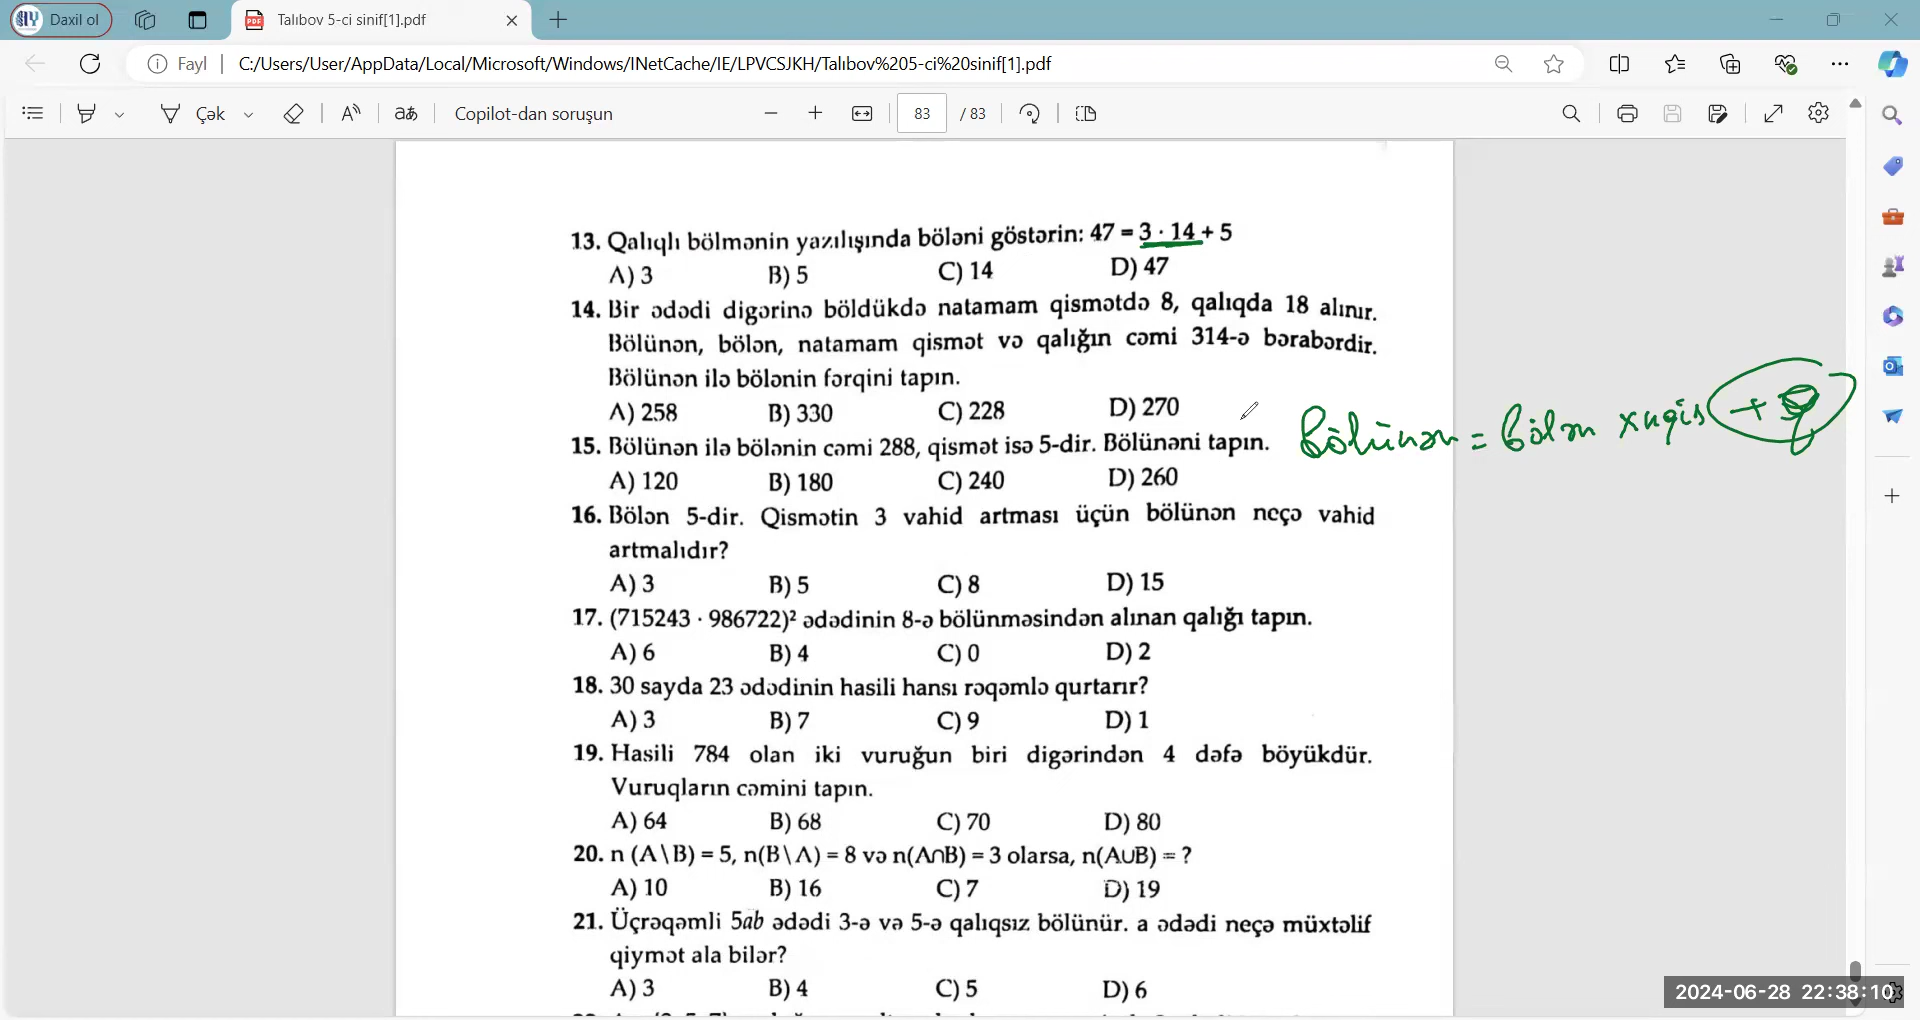 Daxil ol
Talıbov 5-ci sinif[1].pdf
Fayl
C:/Users/User/AppData/Local/Microsoft/Windows/INetCache/IE/LPVCSJKH/Talıbov%205-ci%20sinif[1].pdf
Çək
Copilot-dan soruşun
83 / 83
13. Qalıqlı bölmənin yazılışında böləni göstərin: 47 = 3 · 14 + 5
A) 3 B) 5 C) 14 D) 47
14. Bir ədədi digərinə böldükdə natamam qismətdə 8, qalıqda 18 alınır.
Bölünən, bölən, natamam qismət və qalığın cəmi 314-ə bərabərdir.
Bölünən ilə bölənin fərqini tapın.
A) 258 B) 330 C) 228 D) 270
Bölünən = bölən x nqis + q
15. Bölünən ilə bölənin cəmi 288, qismət isə 5-dir. Bölünəni tapın.
A) 120 B) 180 C) 240 D) 260
16. Bölən 5-dir. Qismətin 3 vahid artması üçün bölünən neçə vahid
artmalıdır?
A) 3 B) 5 C) 8 D) 15
17. (715243 · 986722)² ədədinin 8-ə bölünməsindən alınan qalığı tapın.
A) 6 B) 4 C) 0 D) 2
18. 30 sayda 23 ədədinin hasili hansı rəqəmlə qurtarır?
A) 3 B) 7 C) 9 D) 1
19. Hasili 784 olan iki vuruğun biri digərindən 4 dəfə böyükdür.
Vuruqların cəmini tapın.
A) 64 B) 68 C) 70 D) 80
20. n (A\B) = 5, n(B\A) = 8 və n(A∩B) = 3 olarsa, n(A∪B) = ?
A) 10 B) 16 C) 7 D) 19
21. Üçrəqəmli 5ab ədədi 3-ə və 5-ə qalıqsız bölünür. a ədədi neçə müxtəlif
qiymət ala bilər?
A) 3 B) 4 C) 5 D) 6
2024-06-28 22:38:10